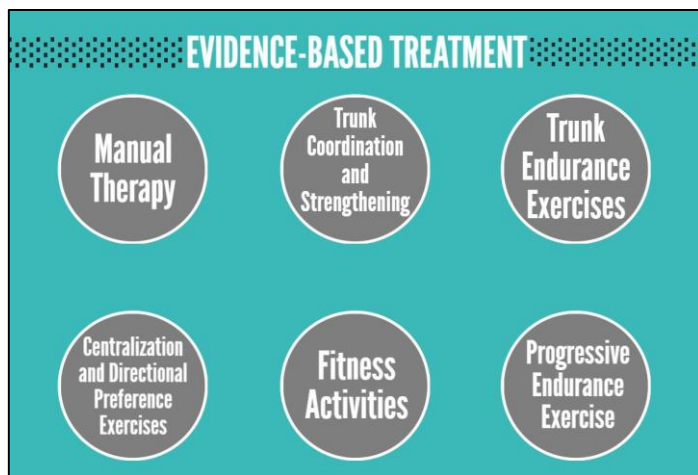 EVIDENCE-BASED TREATMENT
Manual
Therapy
Trunk
Coordination
and
Strengthening
Trunk
Endurance
Exercises
Centralization
and Directional
Preference
Exercises
Fitness
Activities
Progressive
Endurance
Exercise